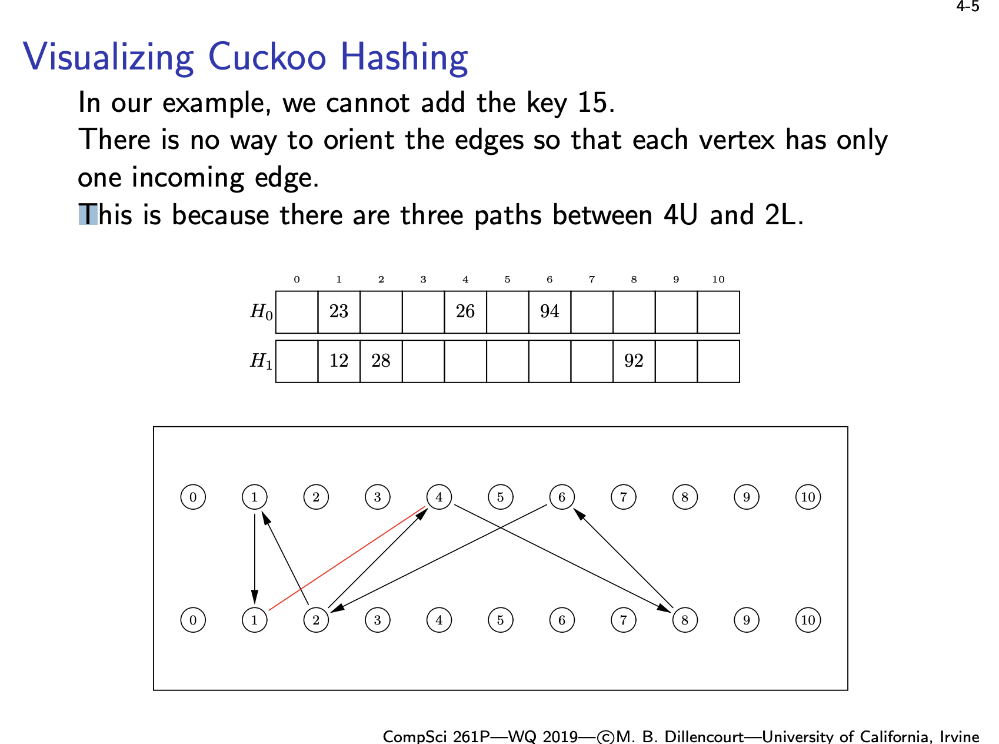 4-5
Visualizing Cuckoo Hashing
In our example, we cannot add the key 15.
There is no way to orient the edges so that each vertex has only
one incoming edge.
This is because there are three paths between 4U and 2L.
0 1 2 3 4 5 6 7 8 9 10
H₀ 23 26 94
H₁ 12 28 92
0 1 2 3 4 5 6 7 8 9 10
0 1 2 3 4 5 6 7 8 9 10
CompSci 261P—WQ 2019—©M. B. Dillencourt—University of California, Irvine